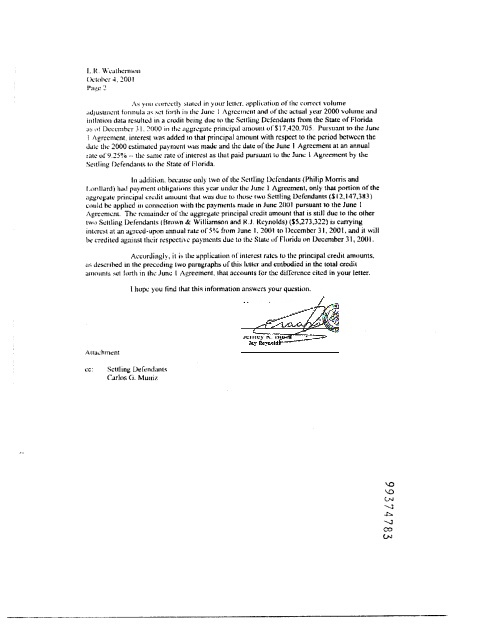 J. R. Weathermon
October 4, 2001
Page 2
As you correctly stated in your letter, application of the correct volume
adjustment formula as set forth in the June 1 Agreement and of the actual year 2000 volume and
inflation data resulted in a credit being due to the Settling Defendants from the State of Florida
as of December 31, 2000 in the aggregate principal amount of $17,420,705. Pursuant to the June
1 Agreement, interest was added to that principal amount with respect to the period between the
date the 2000 estimated payment was made and the date of the June 1 Agreement at an annual
rate of 9.25% -- the same rate of interest as that paid pursuant to the June 1 Agreement by the
Settling Defendants to the State of Florida.
In addition, because only two of the Settling Defendants (Philip Morris and
Lorillard) had payment obligations this year under the June 1 Agreement, only that portion of the
aggregate principal credit amount that was due to those two Settling Defendants ($12,147,383)
could be applied in connection with the payments made in June 2001 pursuant to the June 1
Agreement. The remainder of the aggregate principal credit amount that is still due to the other
two Settling Defendants (Brown & Williamson and R.J. Reynolds) ($5,273,322) is carrying
interest at an agreed-upon annual rate of 5% from June 1, 2001 to December 31, 2001, and it will
be credited against their respective payments due to the State of Florida on December 31, 2001.
Accordingly, it is the application of interest rates to the principal credit amounts,
as described in the preceding two paragraphs of this letter and embodied in the total credit
amounts set forth in the June 1 Agreement, that accounts for the difference cited in your letter.
I hope you find that this information answers your question.
Jeffrey
Jay Reynolds
Attachment
cc: Settling Defendants
Carlos G. Muniz
99374783